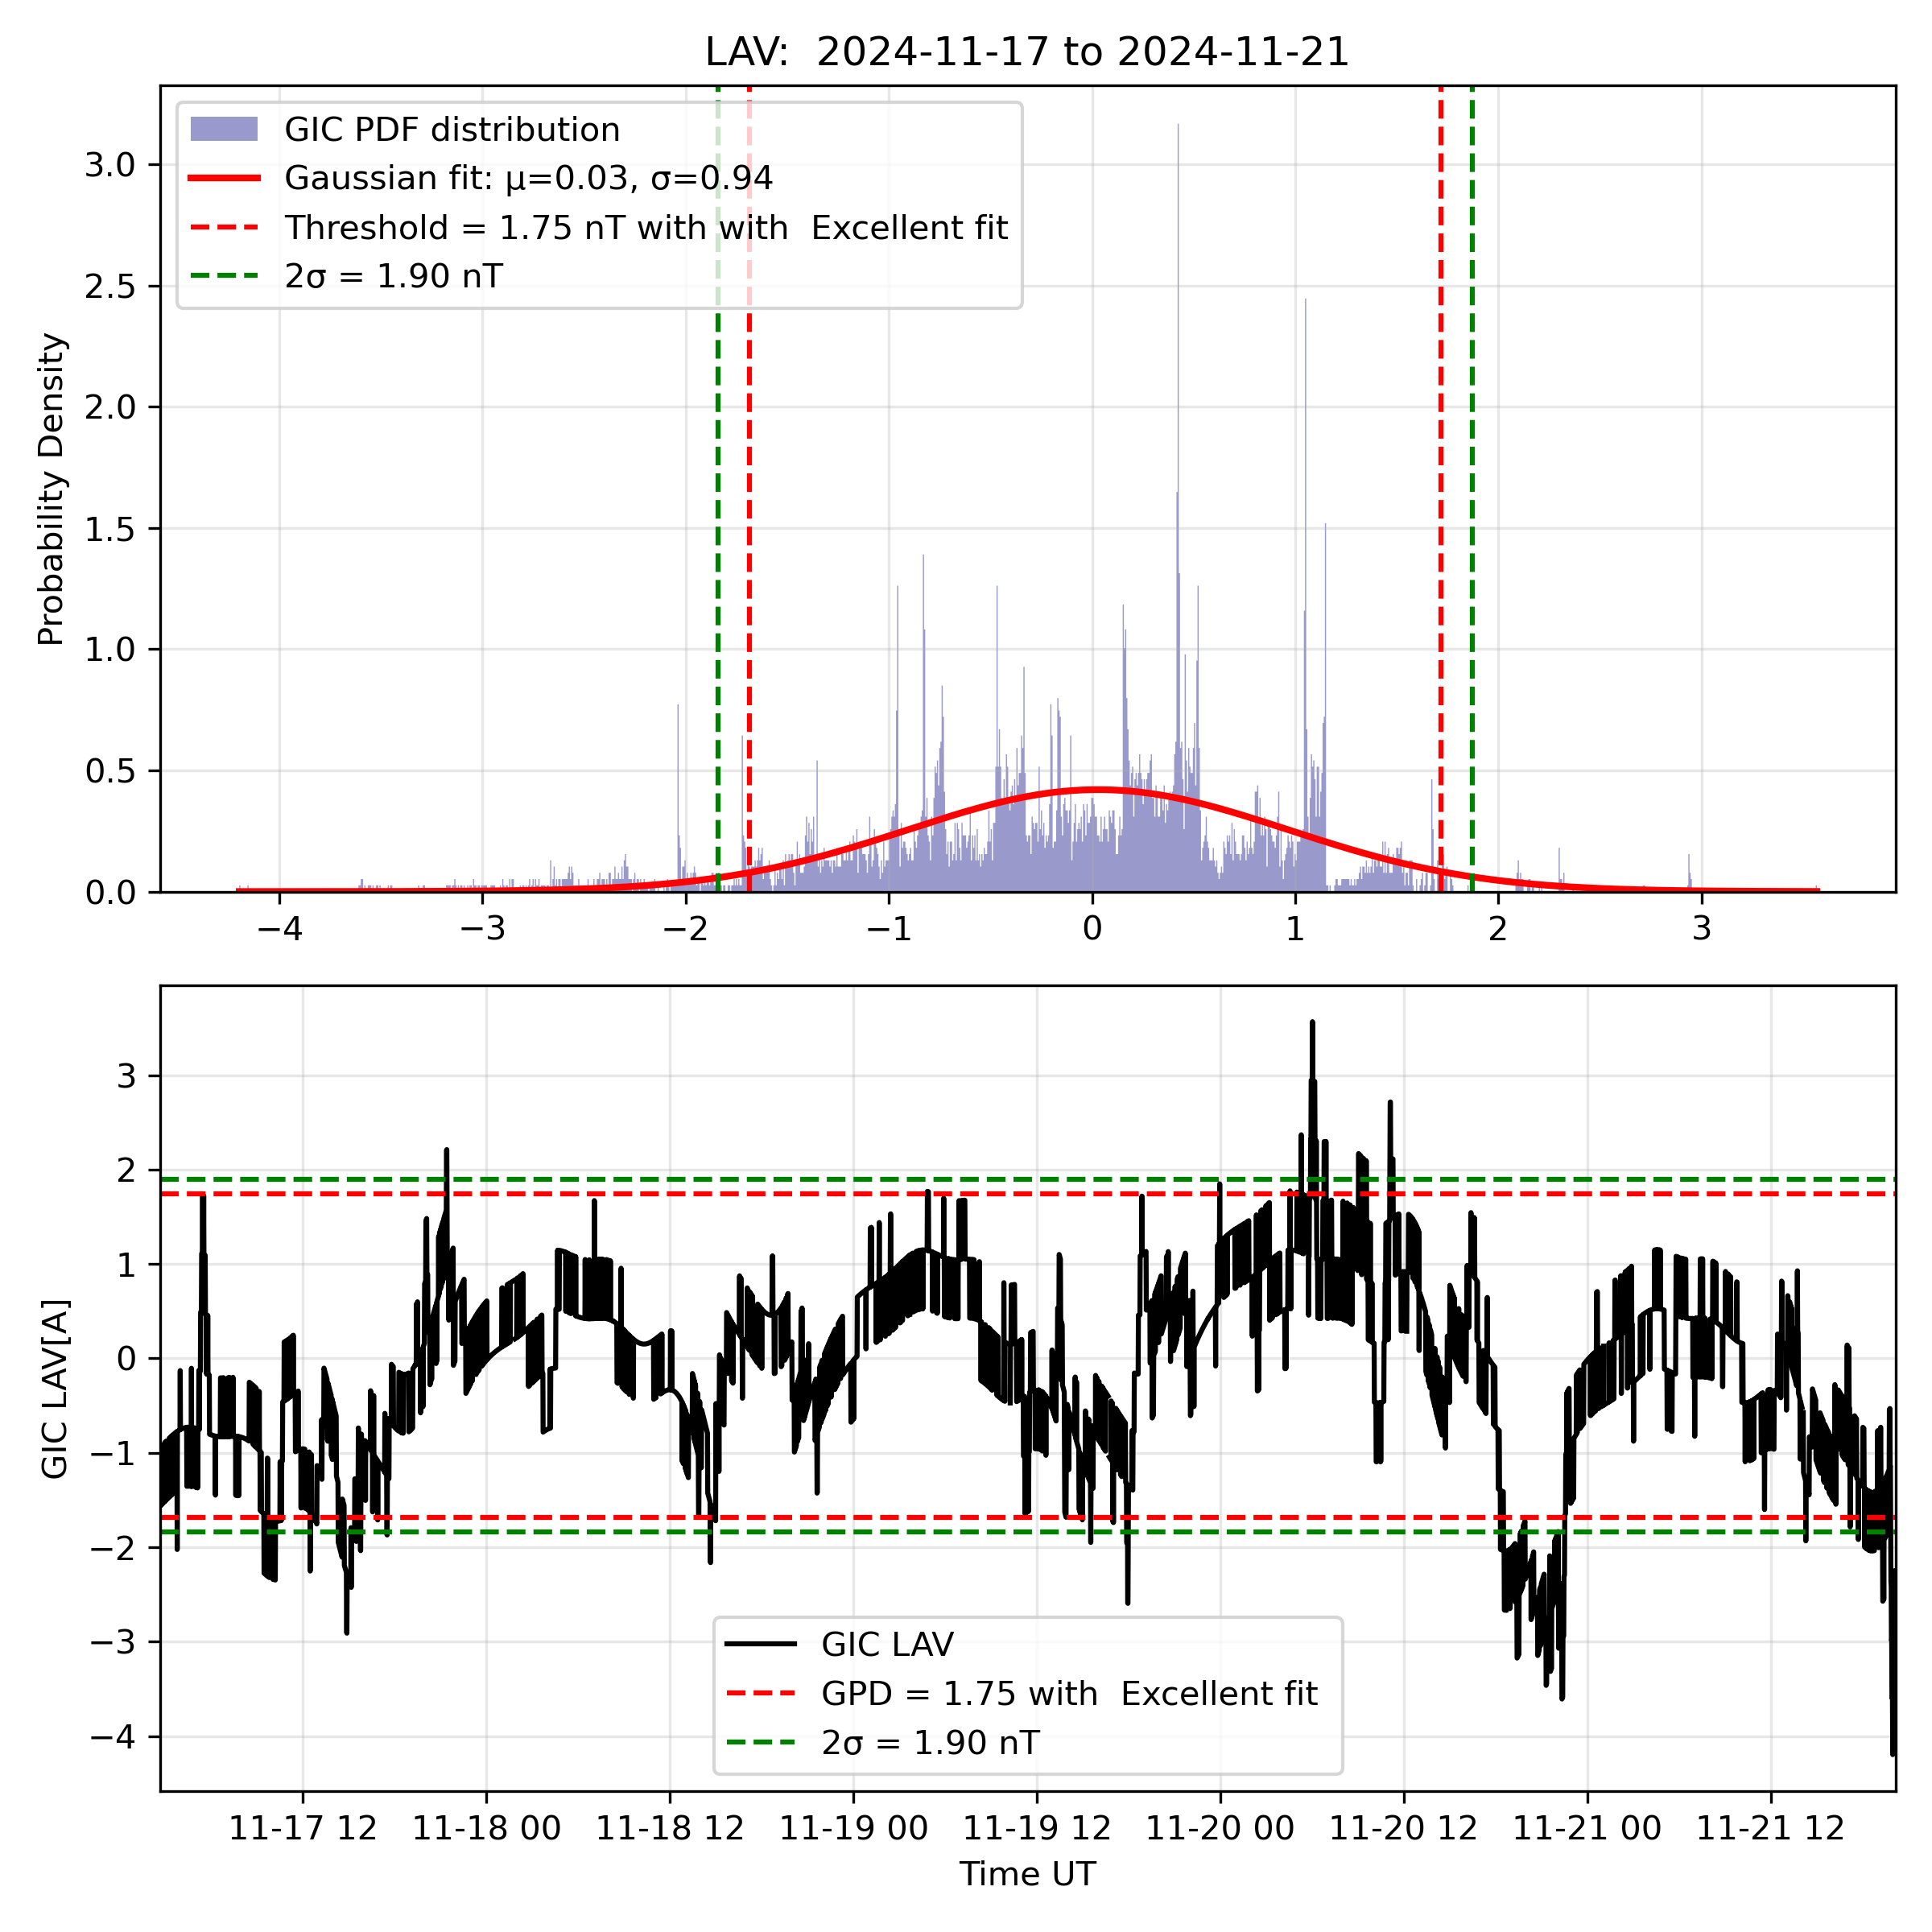 LAV:  2024-11-17 to 2024-11-21
GIC PDF distribution
Gaussian fit: μ=0.03, σ=0.94
Threshold = 1.75 nT with with  Excellent fit
2σ = 1.90 nT
Probability Density
3.0
2.5
2.0
1.5
1.0
0.5
0.0
−4 −3 −2 −1 0 1 2 3
GIC LAV[A]
3
2
1
0
−1
−2
−3
−4
GIC LAV
GPD = 1.75 with  Excellent fit
2σ = 1.90 nT
11-17 12 11-18 00 11-18 12 11-19 00 11-19 12 11-20 00 11-20 12 11-21 00 11-21 12
Time UT